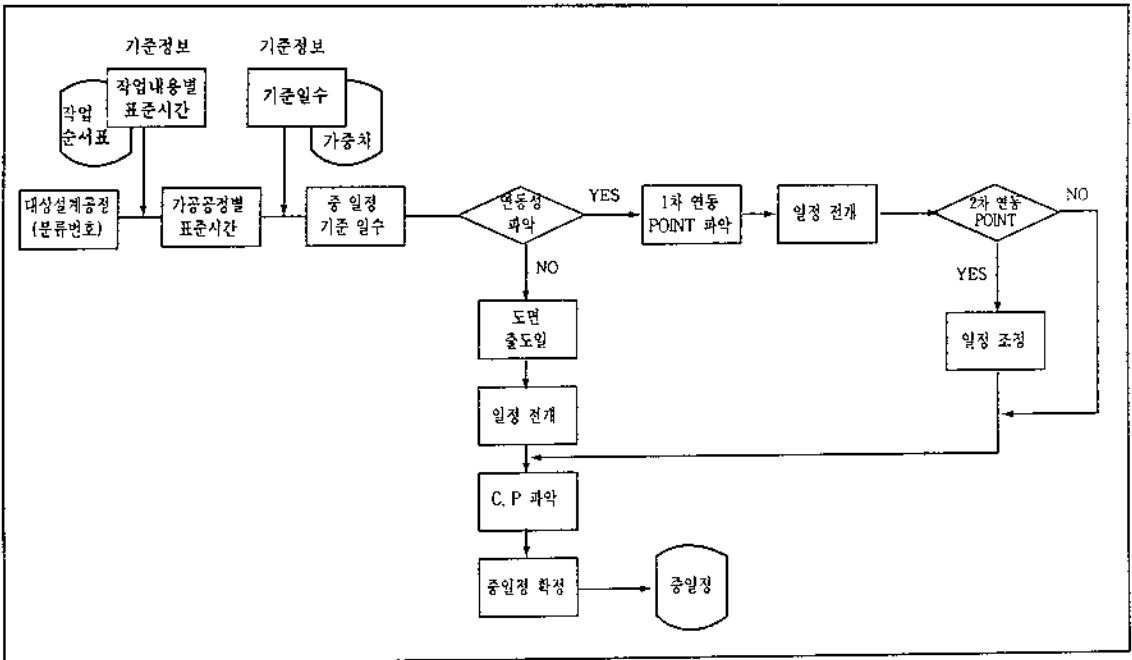 기준정보
기준정보
작업내용별
표준시간
작업
순서표
기준일수
가중치
대상설계공정
(분류번호)
가공공정별
표준시간
중 일정
기준 일수
연동성
파악
YES
1차 연동
POINT 파악
일정 전개
2차 연동
POINT
NO
NO
YES
도면
출도일
일정 조정
일정 전개
C, P 파악
중일정 확정
중일정